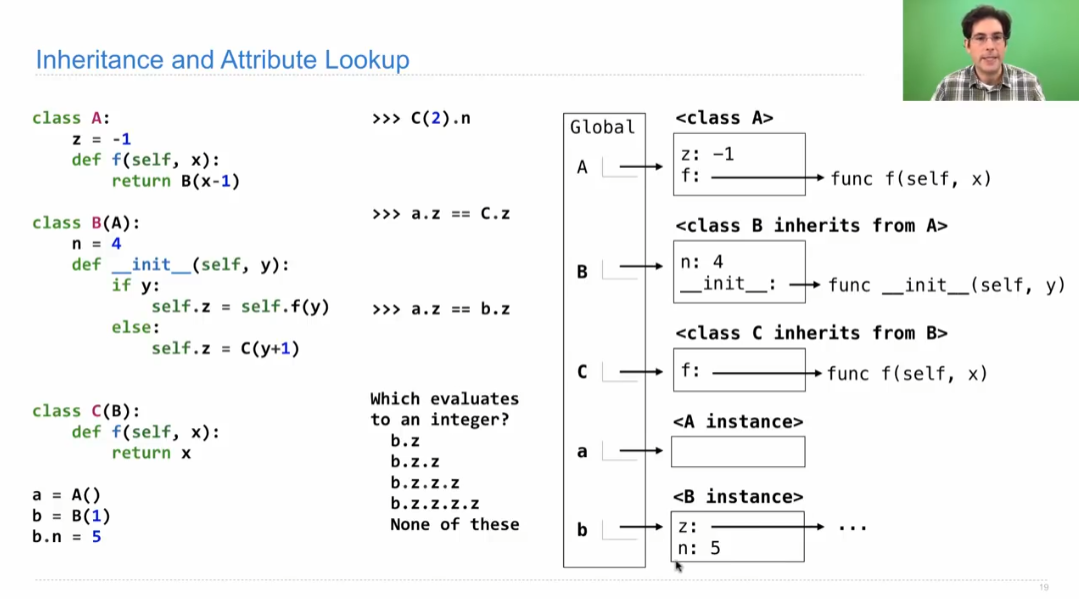 Inheritance and Attribute Lookup
class A:
    z = -1
    def f(self, x):
        return B(x-1)
class B(A):
    n = 4
    def __init__(self, y):
        if y:
            self.z = self.f(y)
        else:
            self.z = C(y+1)
class C(B):
    def f(self, x):
        return x
a = A()
b = B(1)
b.n = 5
>>> C(2).n
>>> a.z == C.z
>>> a.z == b.z
Which evaluates
to an integer?
b.z
b.z.z
b.z.z.z
b.z.z.z.z
None of these
Global
A
B
C
a
b
<class A>
z: -1
f:
func f(self, x)
<class B inherits from A>
n: 4
__init__:
func __init__(self, y)
<class C inherits from B>
f:
func f(self, x)
<A instance>
<B instance>
z:
...
n: 5
19